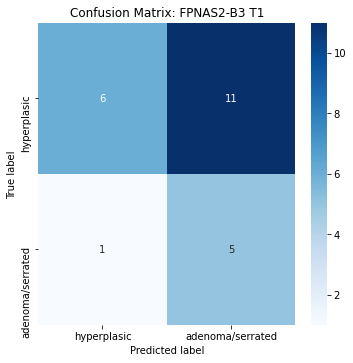 Confusion Matrix: FPNAS2-B3 T1
True label
hyperplasic
adenoma/serrated
6
11
1
5
hyperplasic
adenoma/serrated
Predicted label
10
8
6
4
2